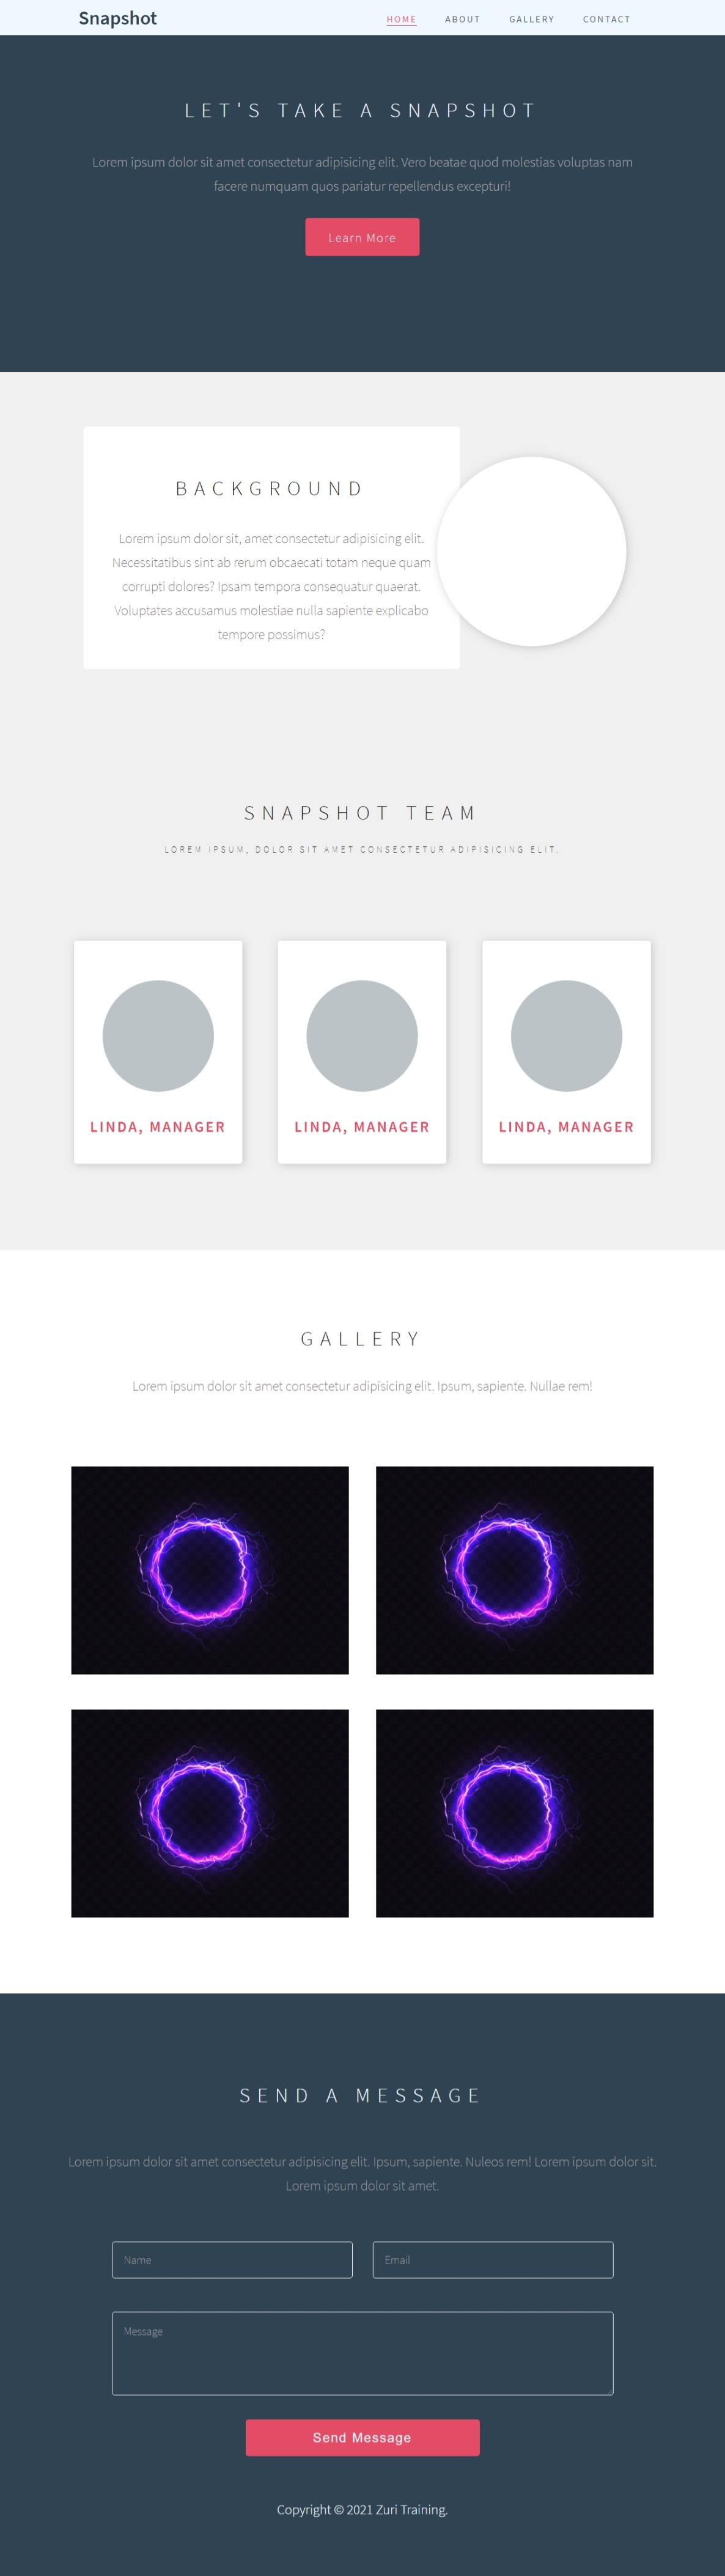 Snapshot
HOME ABOUT GALLERY CONTACT
LET'S TAKE A SNAPSHOT
Lorem ipsum dolor sit amet consectetur adipisicing elit. Vero beatae quod molestias voluptas nam
facere numquam quos pariatur repellendus excepturi!
Learn More
BACKGROUND
Lorem ipsum dolor sit, amet consectetur adipisicing elit.
Necessitatibus sint ab rerum obcaecati totam neque quam
corrupti dolores? Ipsam tempora consequatur quaerat.
Voluptates accusamus molestiae nulla sapiente explicabo
tempore possimus?
SNAPSHOT TEAM
LOREM IPSUM, DOLOR SIT AMET CONSECTETUR ADIPISICING ELIT.
LINDA, MANAGER
LINDA, MANAGER
LINDA, MANAGER
GALLERY
Lorem ipsum dolor sit amet consectetur adipisicing elit. Ipsum, sapiente. Nullae rem!
SEND A MESSAGE
Lorem ipsum dolor sit amet consectetur adipisicing elit. Ipsum, sapiente. Nuleos rem! Lorem ipsum dolor sit.
Lorem ipsum dolor sit amet.
Name
Email
Message
Send Message
Copyright © 2021 Zuri Training.